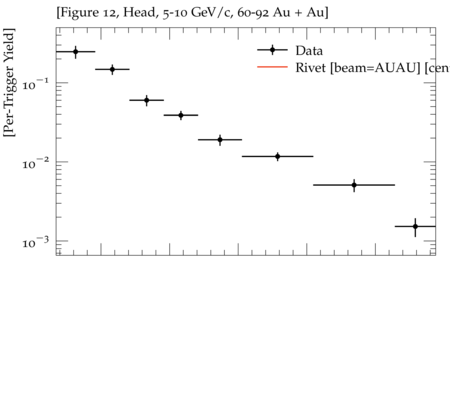 [Figure 12, Head, 5-10 GeV/c, 60-92 Au + Au]
[Per-Trigger Yield]
Data
Rivet [beam=AUAU] [cen
10⁻¹
10⁻²
10⁻³